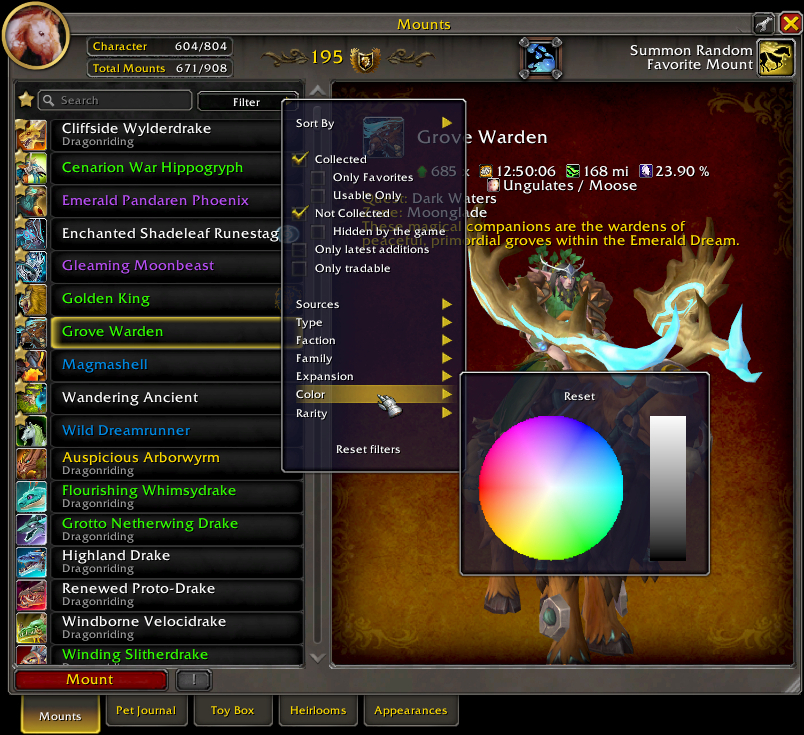 Mounts
Character 604/804
Total Mounts 671/908
195
Summon Random
Favorite Mount
Search
Filter
Cliffside Wylderdrake
Dragonriding
Cenarion War Hippogryph
Emerald Pandaren Phoenix
Enchanted Shadeleaf Runestag
Gleaming Moonbeast
Golden King
Grove Warden
Magmashell
Wandering Ancient
Wild Dreamrunner
Auspicious Arborwyrm
Dragonriding
Flourishing Whimsydrake
Dragonriding
Grotto Netherwing Drake
Dragonriding
Highland Drake
Dragonriding
Renewed Proto-Drake
Dragonriding
Windborne Velocidrake
Dragonriding
Winding Slitherdrake
Dragonriding
Sort By
Collected
Only Favorites
Usable Only
Not Collected
Hidden by the game
Only latest additions
Only tradable
Sources
Type
Faction
Family
Expansion
Color
Rarity
Reset filters
Grove Warden
685 x 12:50:06 168 mi 23.90 %
Ungulates / Moose
Quest: Dark Waters
Zone: Moonglade
These magical companions are the wardens of
peaceful, primordial groves within the Emerald Dream.
Reset
Mount
!
Mounts
Pet Journal
Toy Box
Heirlooms
Appearances